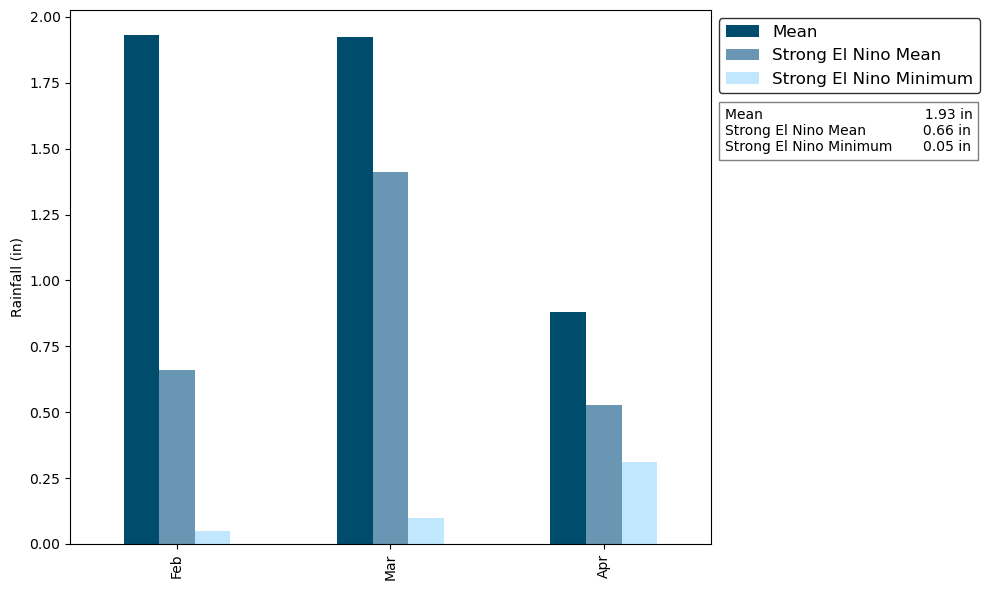 2.00
1.75
1.50
1.25
1.00
0.75
0.50
0.25
0.00
Rainfall (in)
Feb
Mar
Apr
Mean
Strong El Nino Mean
Strong El Nino Minimum
Mean 1.93 in
Strong El Nino Mean 0.66 in
Strong El Nino Minimum 0.05 in